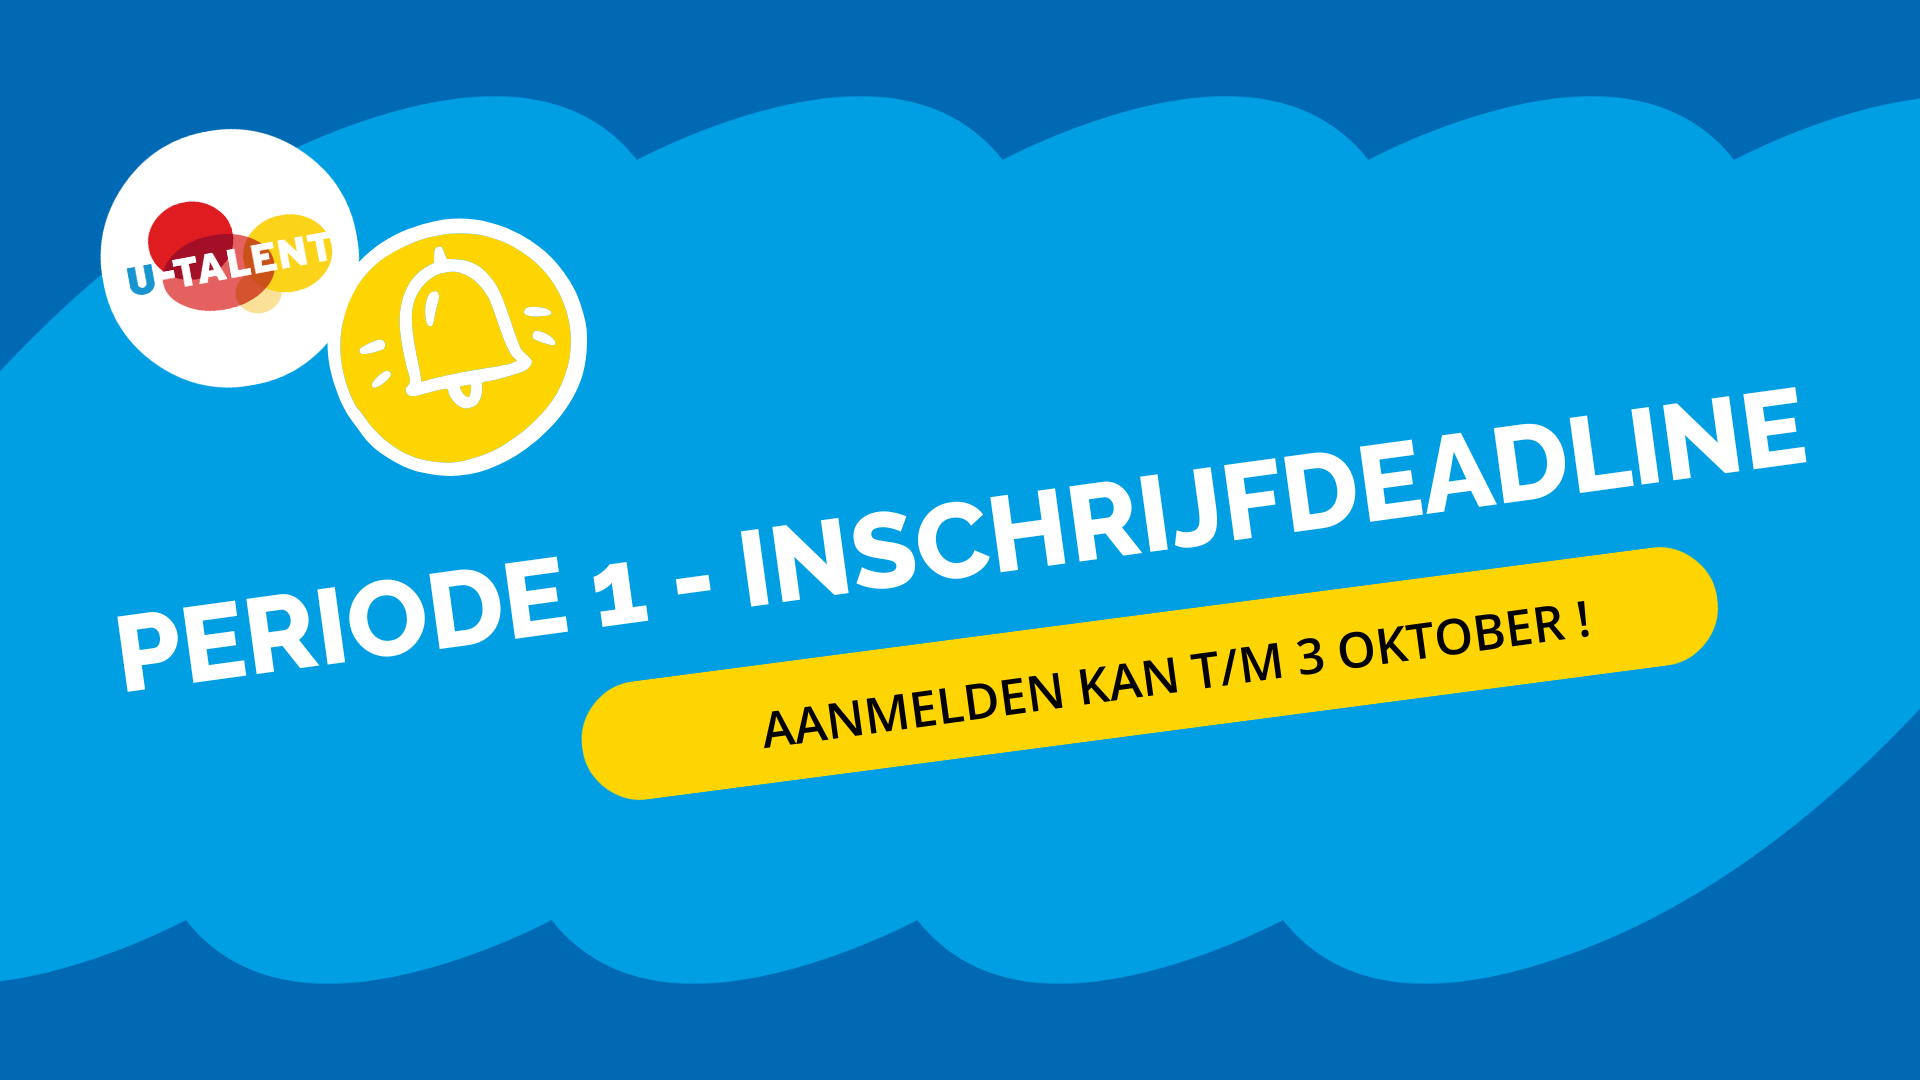 U-TALENT
PERIODE 1 - INSCHRIJFDEADLINE
AANMELDEN KAN T/M 3 OKTOBER !